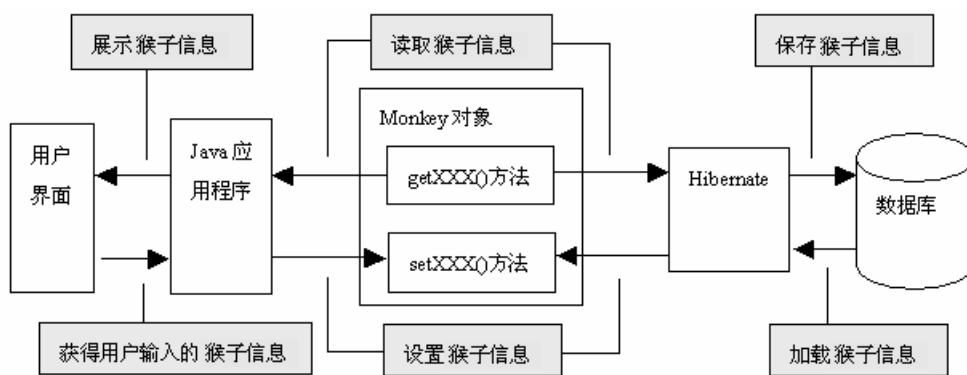 展示猴子信息
读取猴子信息
保存猴子信息
Monkey对象
用户
界面
Java应
用程序
getXXX()方法
setXXX()方法
Hibernate
数据库
获得用户输入的猴子信息
设置猴子信息
加载猴子信息